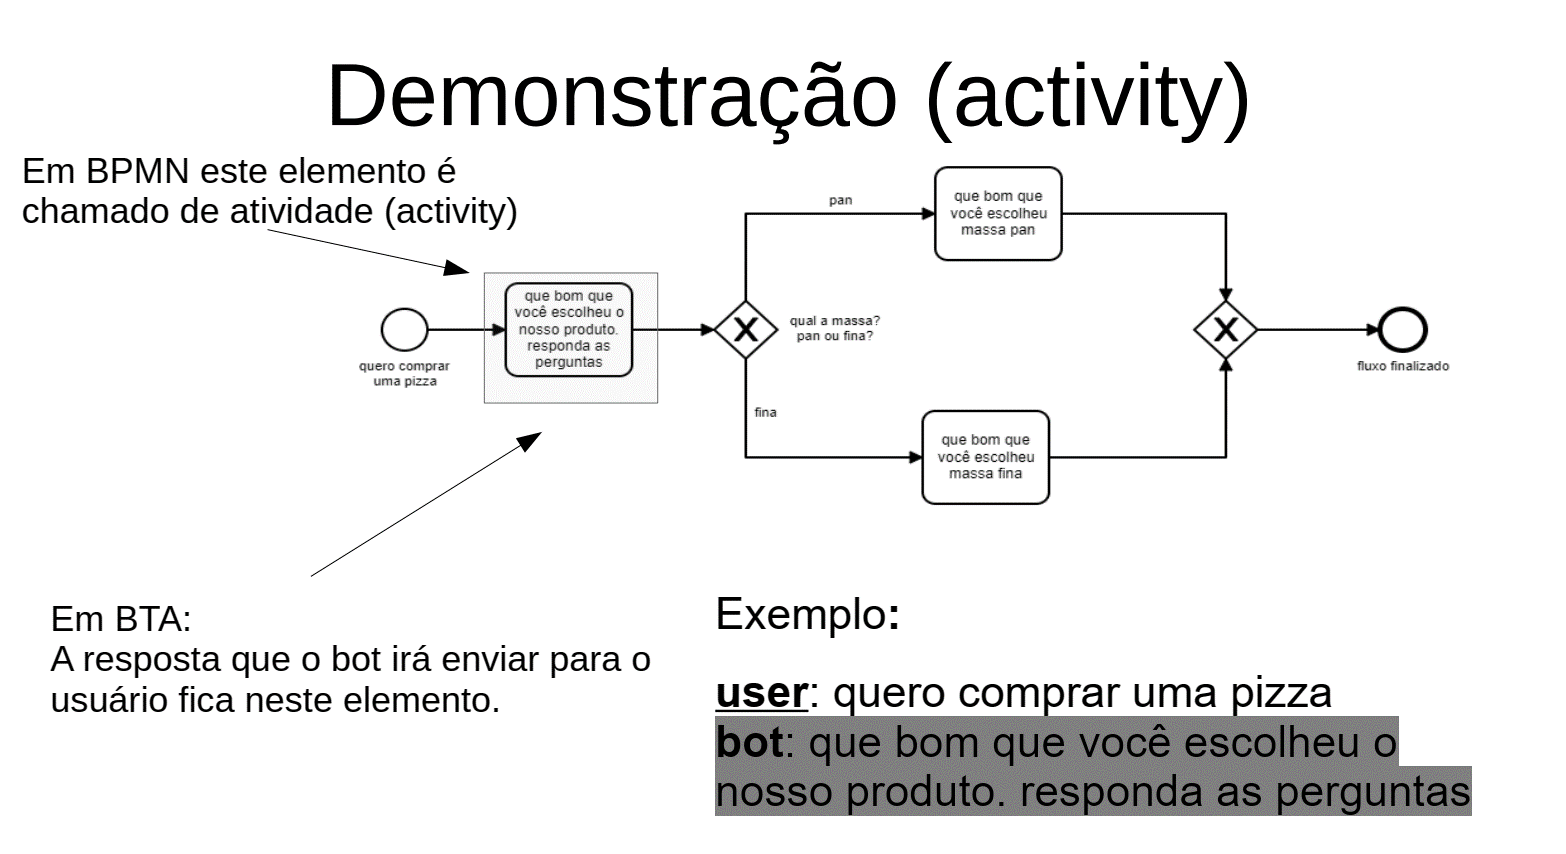 Demonstração (activity)
Em BPMN este elemento é
chamado de atividade (activity)
quero comprar
uma pizza
que bom que
você escolheu o
nosso produto.
responda as
perguntas
qual a massa?
pan ou fina?
pan
que bom que
você escolheu
massa pan
fina
que bom que
você escolheu
massa fina
fluxo finalizado
Em BTA:
A resposta que o bot irá enviar para o
usuário fica neste elemento.
Exemplo:
user: quero comprar uma pizza
bot: que bom que você escolheu o
nosso produto. responda as perguntas